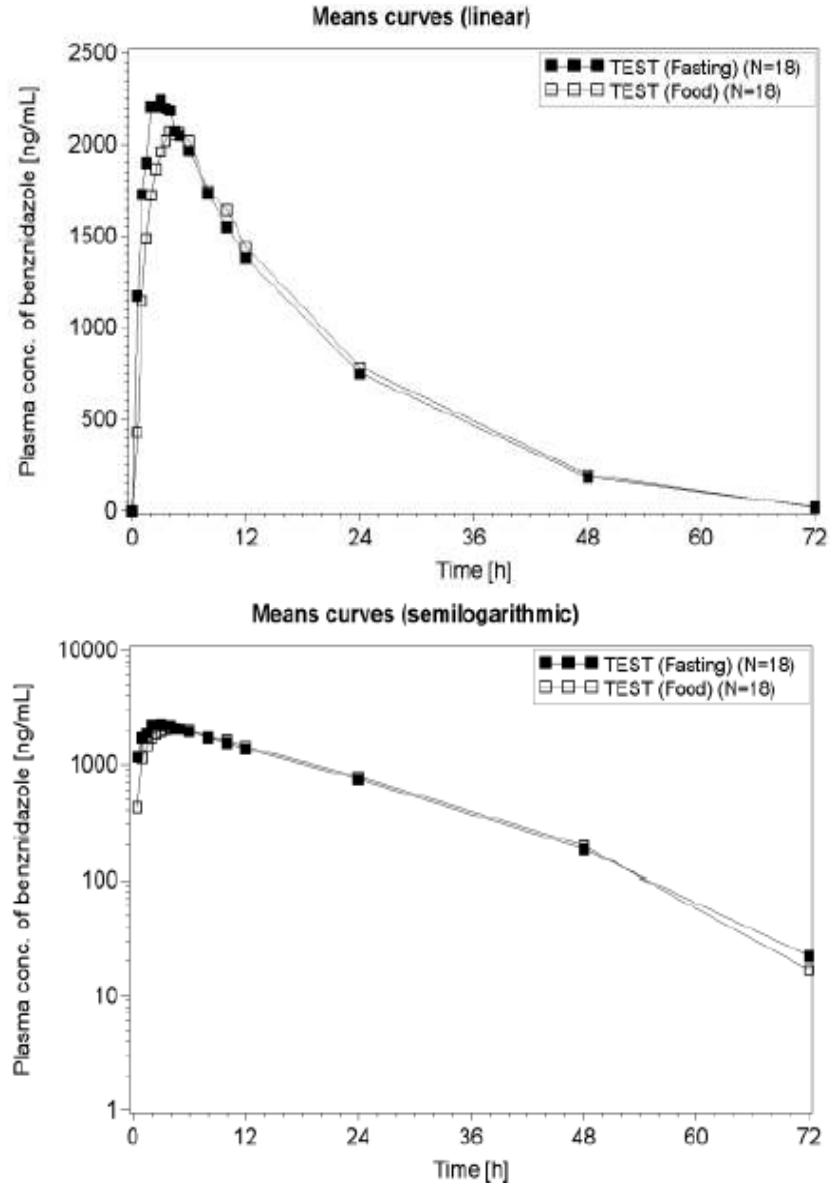 Means curves (linear)
2500
2000
1500
1000
500
0
Plasma conc. of benznidazole [ng/mL]
TEST (Fasting) (N=18)
TEST (Food) (N=18)
0 12 24 36 48 60 72
Time [h]
Means curves (semilogarithmic)
10000
1000
100
10
1
Plasma conc. of benznidazole [ng/mL]
TEST (Fasting) (N=18)
TEST (Food) (N=18)
0 12 24 36 48 60 72
Time [h]